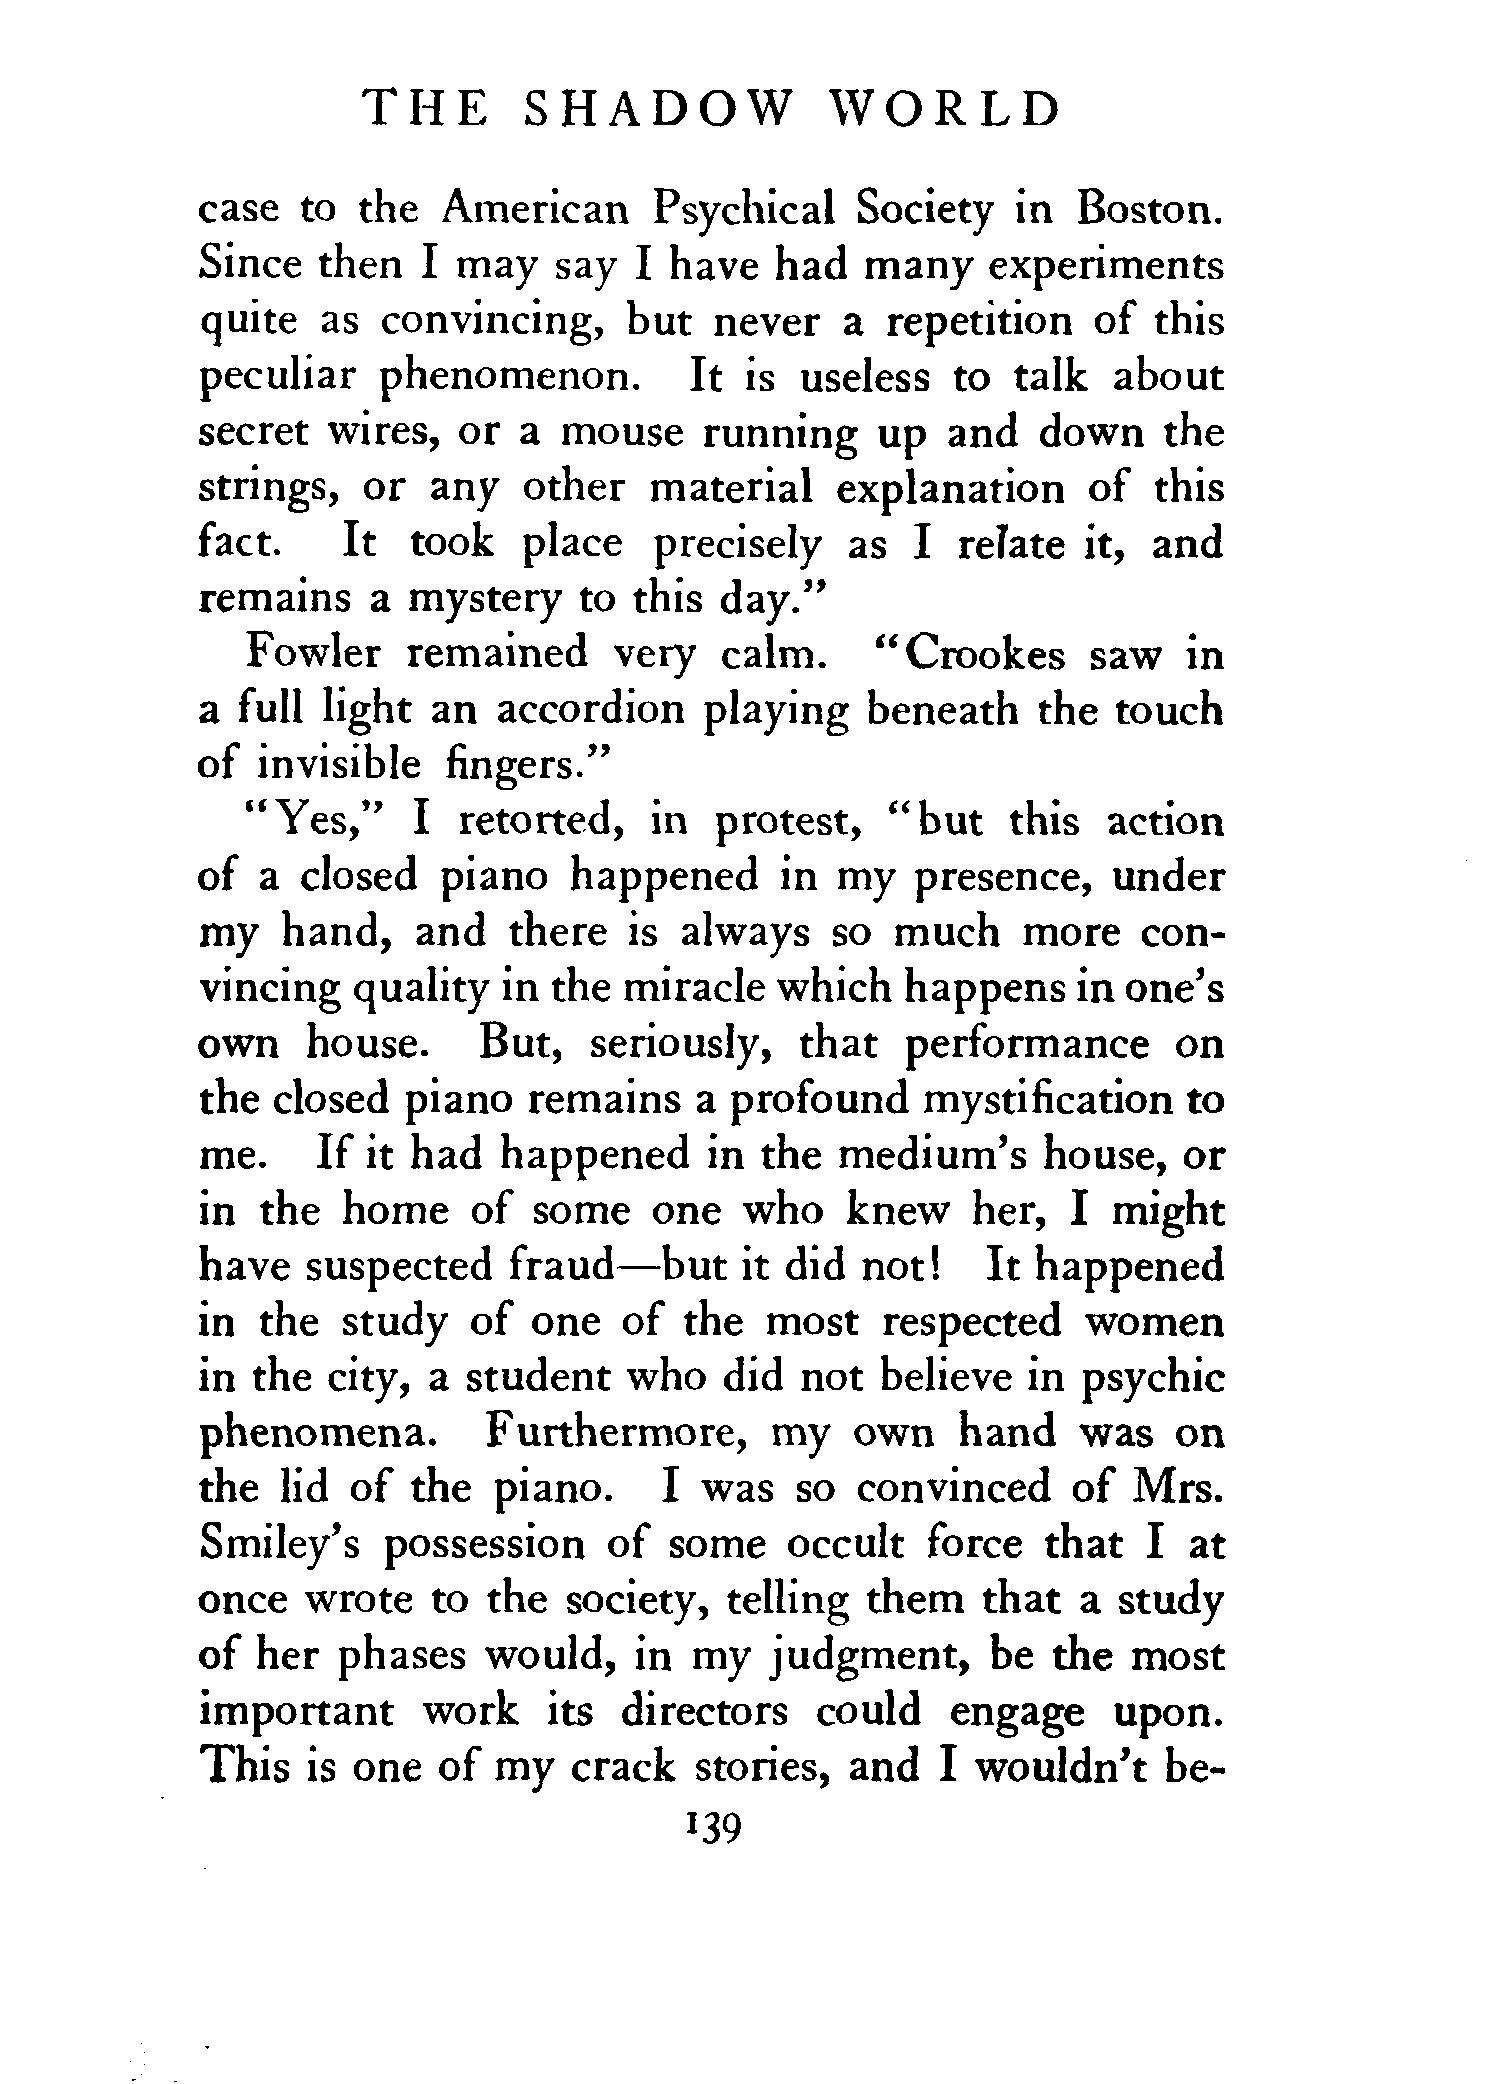 THE SHADOW WORLD
case to the American Psychical Society in Boston.
Since then I may say I have had many experiments
quite as convincing, but never a repetition of this
peculiar phenomenon. It is useless to talk about
secret wires, or a mouse running up and down the
strings, or any other material explanation of this
fact. It took place precisely as I relate it, and
remains a mystery to this day."
Fowler remained very calm. "Crookes saw in
a full light an accordion playing beneath the touch
of invisible fingers."
"Yes," I retorted, in protest, "but this action
of a closed piano happened in my presence, under
my hand, and there is always so much more con-
vincing quality in the miracle which happens in one's
own house. But, seriously, that performance on
the closed piano remains a profound mystification to
me. If it had happened in the medium's house, or
in the home of some one who knew her, I might
have suspected fraud—but it did not! It happened
in the study of one of the most respected women
in the city, a student who did not believe in psychic
phenomena. Furthermore, my own hand was on
the lid of the piano. I was so convinced of Mrs.
Smiley's possession of some occult force that I at
once wrote to the society, telling them that a study
of her phases would, in my judgment, be the most
important work its directors could engage upon.
This is one of my crack stories, and I wouldn't be-
139